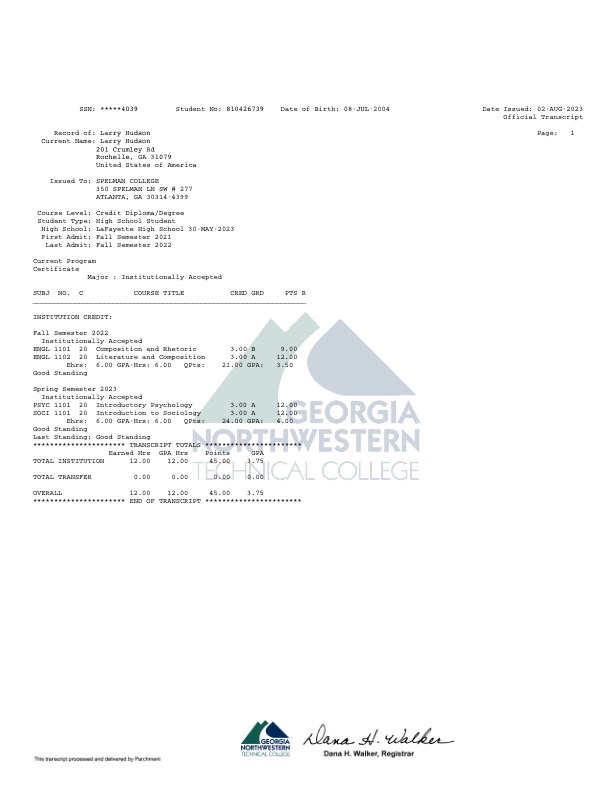 SSN: *****4039 Student No: 810426739 Date of Birth: 08-JUL-2004 Date Issued: 02-AUG-2023
Official Transcript
Record of: Larry Hudson Page: 1
Current Name: Larry Hudson
201 Crumley Rd
Rochelle, GA 31079
United States of America
Issued To: SPELMAN COLLEGE
350 SPELMAN LN SW # 277
ATLANTA, GA 30314-4399
Course Level: Credit Diploma/Degree
Student Type: High School Student
High School: LaFayette High School 30-MAY-2023
First Admit: Fall Semester 2021
Last Admit: Fall Semester 2022
Current Program
Certificate
Major : Institutionally Accepted
SUBJ NO. C COURSE TITLE CRED GRD PTS R
INSTITUTION CREDIT:
Fall Semester 2022
Institutionally Accepted
ENGL 1101 20 Composition and Rhetoric 3.00 B 9.00
ENGL 1102 20 Literature and Composition 3.00 A 12.00
Ehrs: 6.00 GPA-Hrs: 6.00 QPts: 21.00 GPA: 3.50
Good Standing
Spring Semester 2023
Institutionally Accepted
PSYC 1101 20 Introductory Psychology 3.00 A 12.00
SOCI 1101 20 Introduction to Sociology 3.00 A 12.00
Ehrs: 6.00 GPA-Hrs: 6.00 QPts: 24.00 GPA: 4.00
Good Standing
Last Standing: Good Standing
********************** TRANSCRIPT TOTALS ***********************
Earned Hrs GPA Hrs Points GPA
TOTAL INSTITUTION 12.00 12.00 45.00 3.75
TOTAL TRANSFER 0.00 0.00 0.00 0.00
OVERALL 12.00 12.00 45.00 3.75
********************** END OF TRANSCRIPT ***********************
GEORGIA
NORTHWESTERN
TECHNICAL COLLEGE
GEORGIA
NORTHWESTERN
TECHNICAL COLLEGE
Dana H. Walker
Dana H. Walker, Registrar
This transcript processed and delivered by Parchment